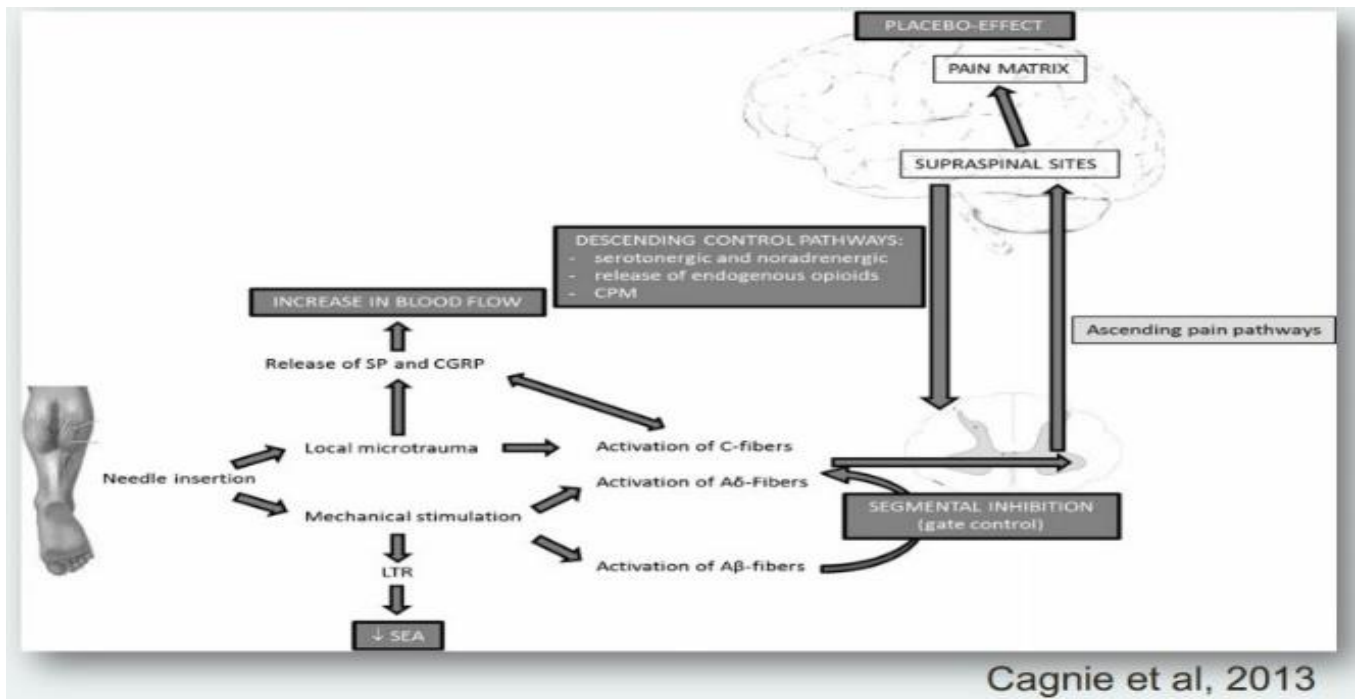 PLACEBO-EFFECT
PAIN MATRIX
SUPRASPINAL SITES
DESCENDING CONTROL PATHWAYS:
- serotonergic and noradrenergic
- release of endogenous opioids
- CPM
INCREASE IN BLOOD FLOW
Ascending pain pathways
Release of SP and CGRP
Local microtrauma
Activation of C-fibers
Needle insertion
Activation of Aδ-Fibers
Mechanical stimulation
SEGMENTAL INHIBITION
(gate control)
LTR
Activation of Aβ-fibers
↓ SEA
Cagnie et al, 2013